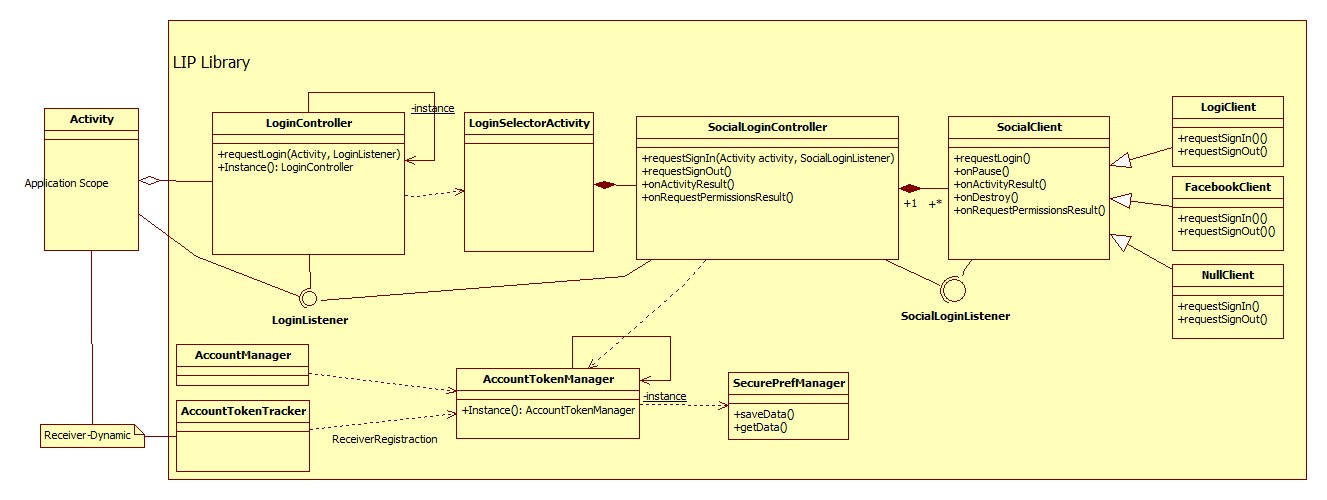 LIP Library
Activity
Application Scope
LoginController
+requestLogin(Activity, LoginListener)
+Instance(): LoginController
-instance
LoginSelectorActivity
SocialLoginController
+requestSignIn(Activity activity, SocialLoginListener)
+requestSignOut()
+onActivityResult()
+onRequestPermissionsResult()
+1
+*
SocialClient
+requestLogin()
+onPause()
+onActivityResult()
+onDestroy()
+onRequestPermissionsResult()
LogiClient
+requestSignIn()()
+requestSignOut()
FacebookClient
+requestSignIn()()
+requestSignOut()()
NullClient
+requestSignIn()
+requestSignOut()
LoginListener
SocialLoginListener
AccountManager
AccountTokenTracker
Receiver-Dynamic
ReceiverRegistraction
AccountTokenManager
+Instance(): AccountTokenManager
-instance
SecurePrefManager
+saveData()
+getData()